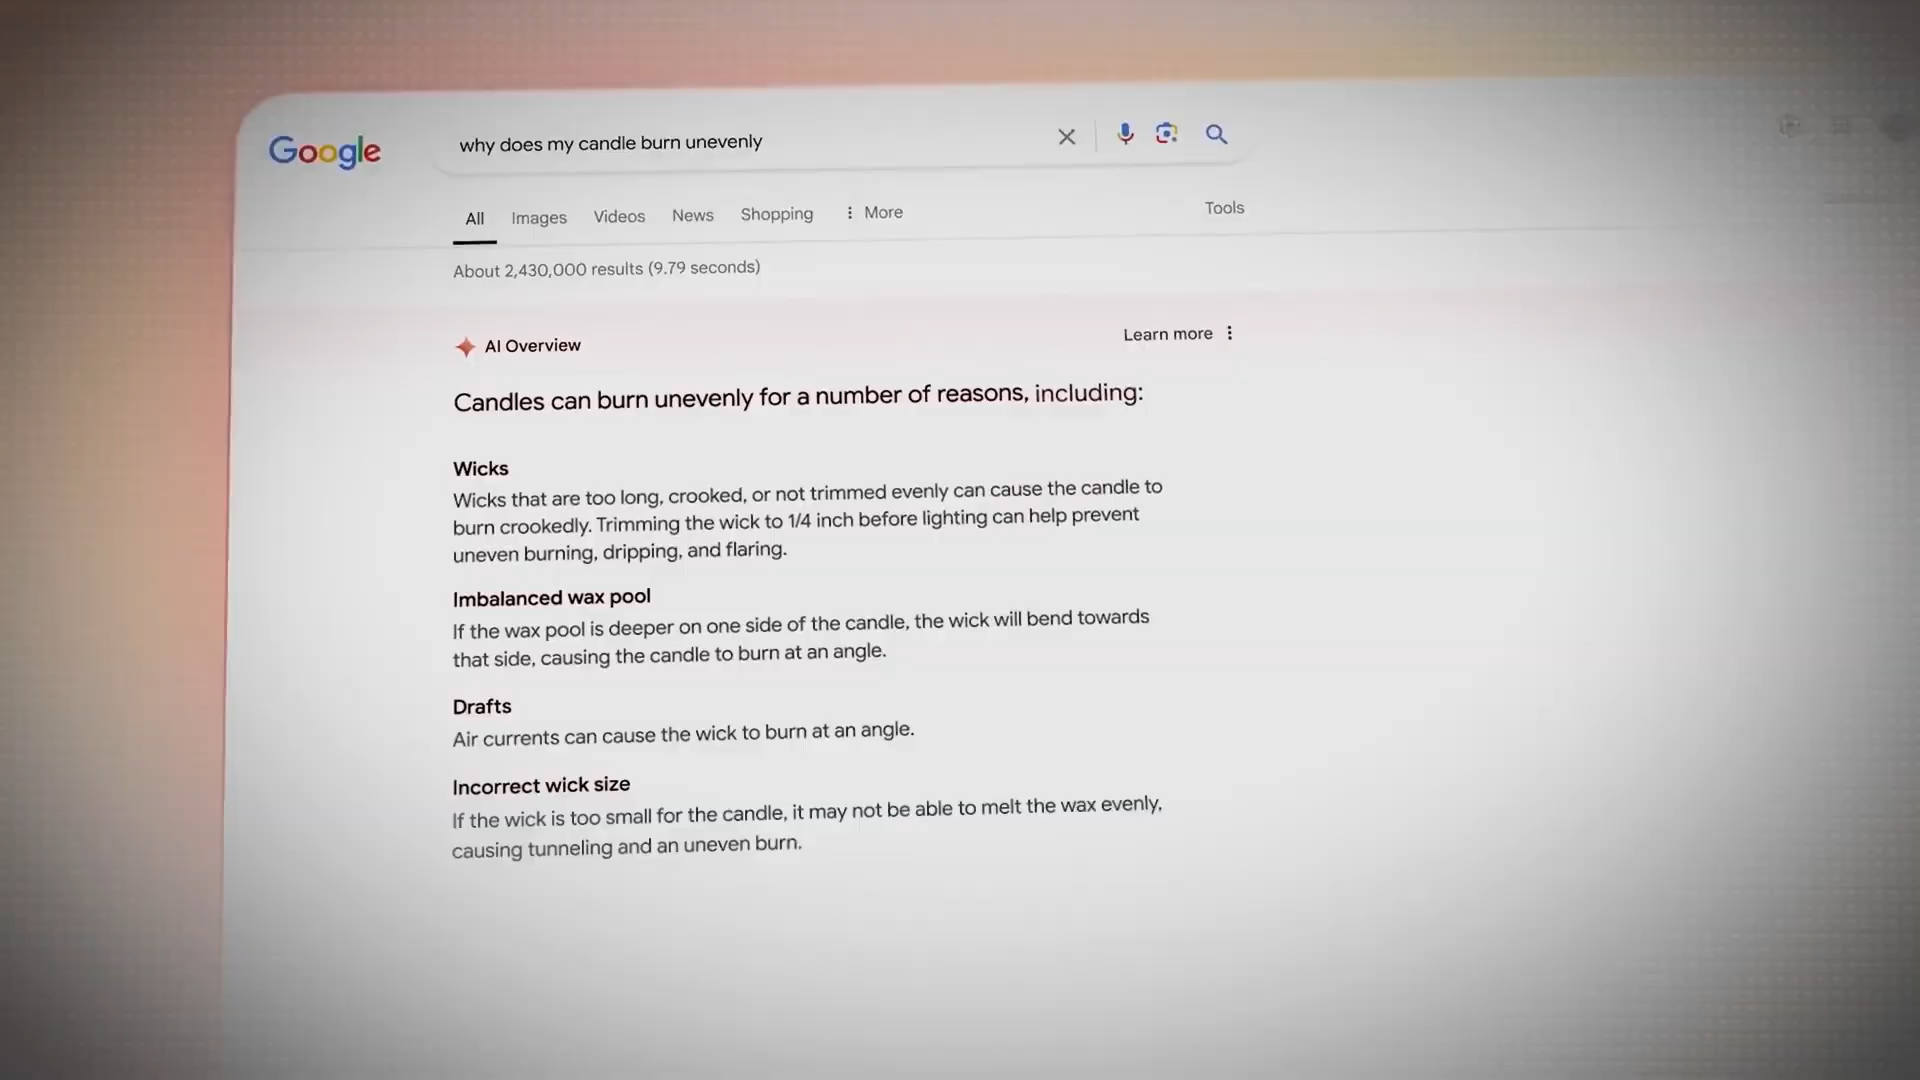 Google
why does my candle burn unevenly
All Images Videos News Shopping More Tools
About 2,430,000 results (9.79 seconds)
AI Overview Learn more
Candles can burn unevenly for a number of reasons, including:
Wicks
Wicks that are too long, crooked, or not trimmed evenly can cause the candle to
burn crookedly. Trimming the wick to 1/4 inch before lighting can help prevent
uneven burning, dripping, and flaring.
Imbalanced wax pool
If the wax pool is deeper on one side of the candle, the wick will bend towards
that side, causing the candle to burn at an angle.
Drafts
Air currents can cause the wick to burn at an angle.
Incorrect wick size
If the wick is too small for the candle, it may not be able to melt the wax evenly,
causing tunneling and an uneven burn.